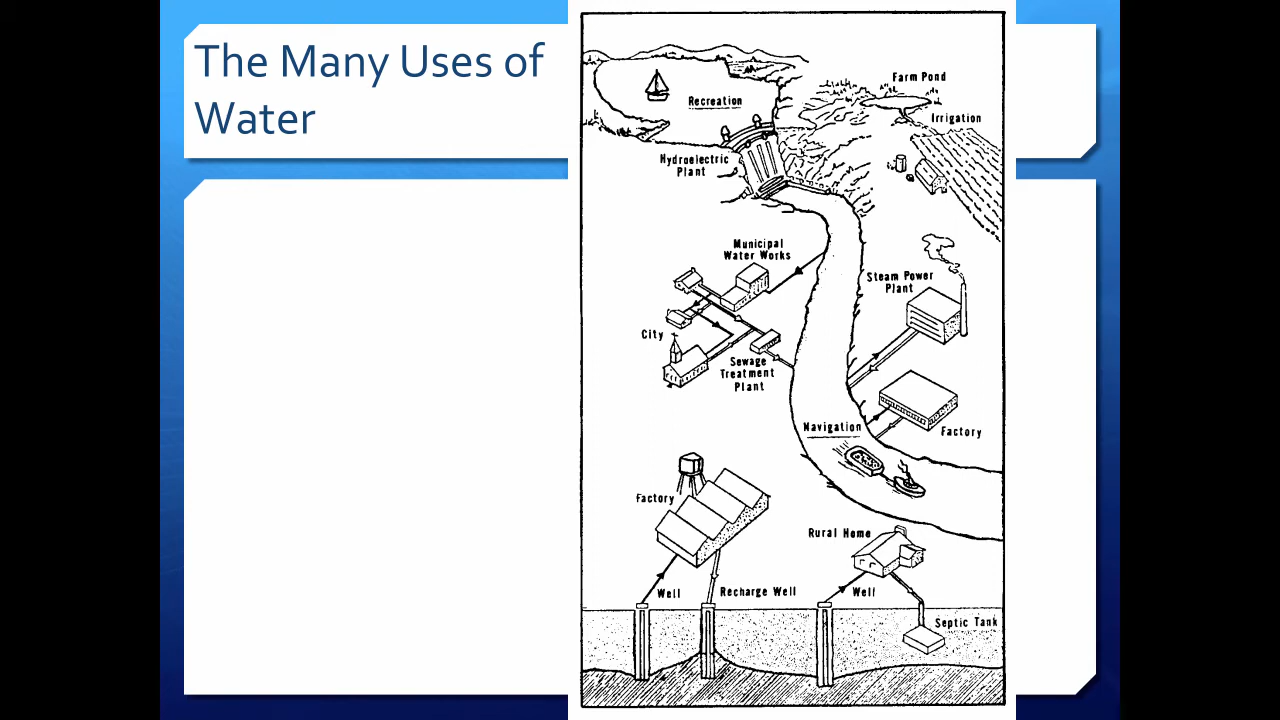 The Many Uses of
Water
Farm Pond
Recreation
Irrigation
Hydroelectric
Plant
Municipal
Water Works
Steam Power
Plant
City
Sewage
Treatment
Plant
Navigation
Factory
Factory
Rural Home
Well
Recharge Well
Well
Septic Tank